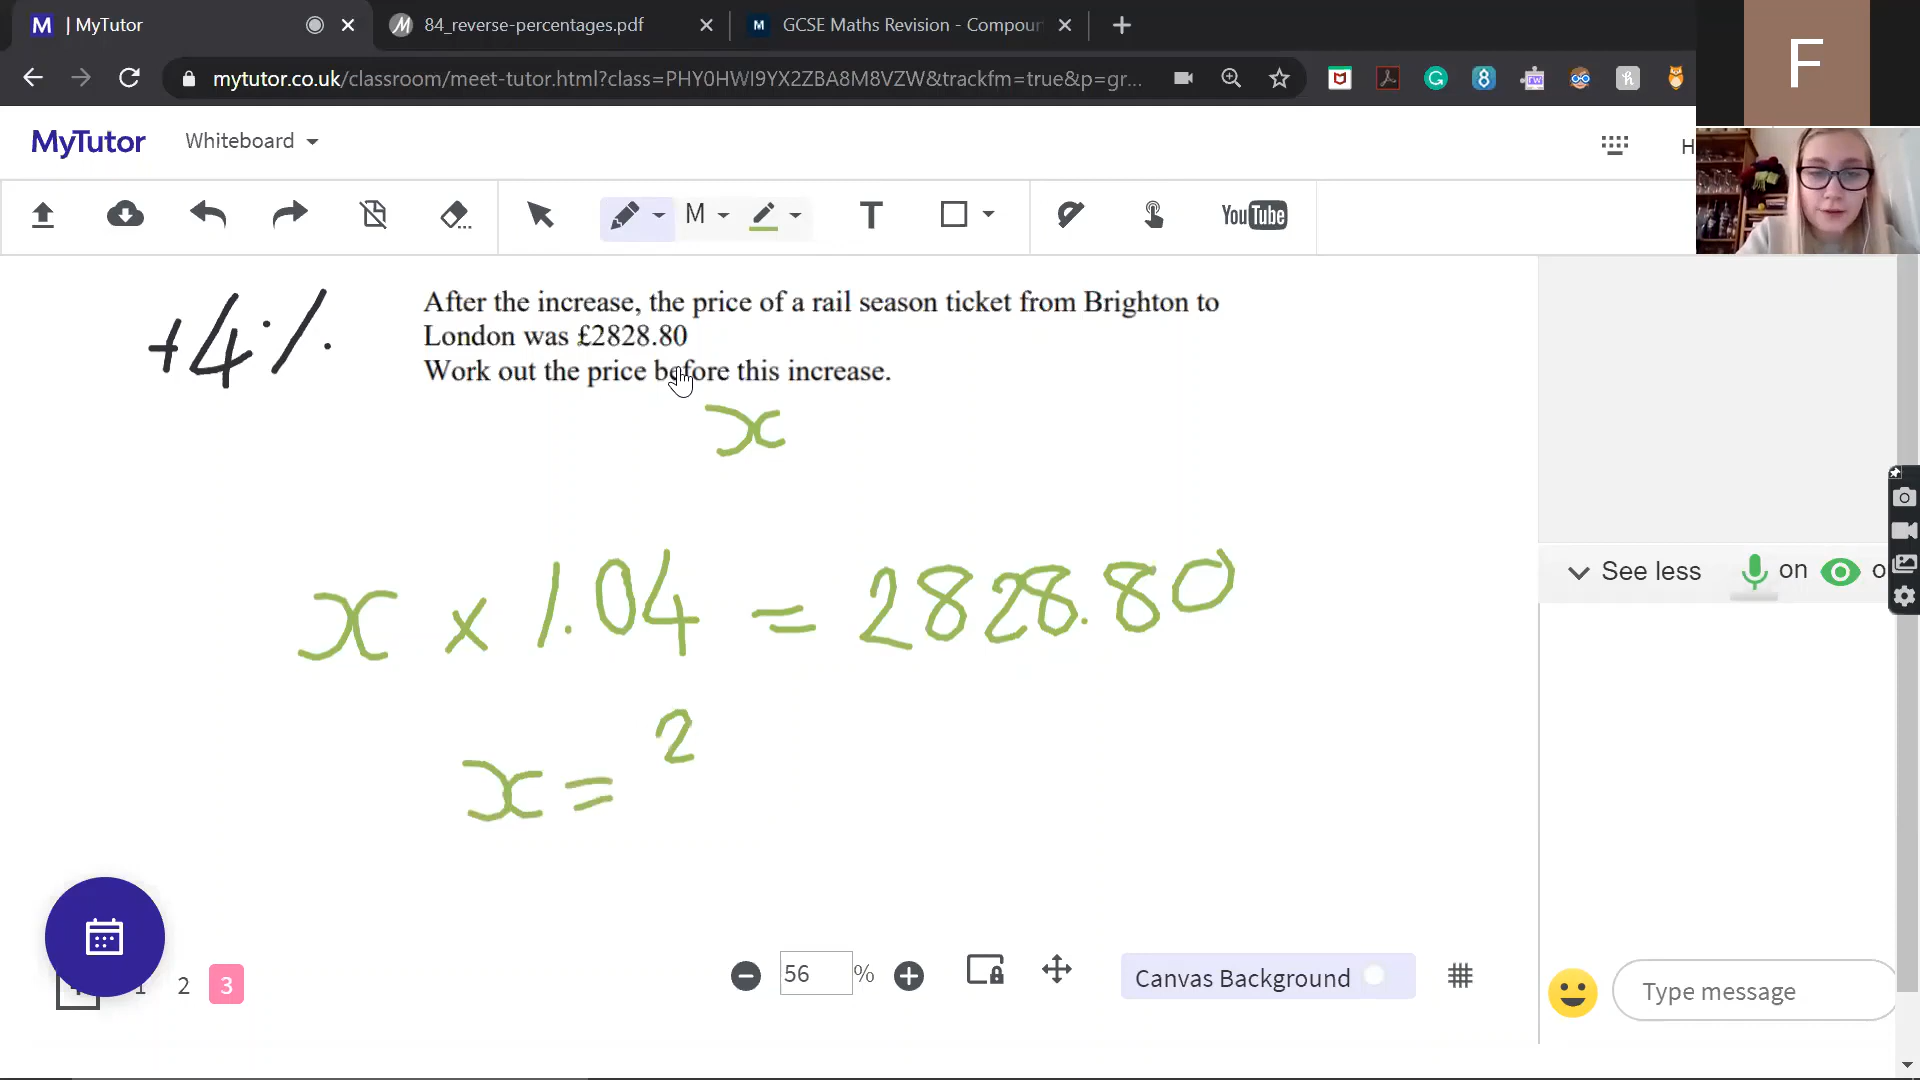 M | MyTutor
84_reverse-percentages.pdf
M GCSE Maths Revision - Compoun
mytutor.co.uk/classroom/meet-tutor.html?class=PHY0HWI9YX2ZBA8M8VZW&trackfm=true&p=gr...
F
MyTutor
Whiteboard
H
M
T
YouTube
+4%
After the increase, the price of a rail season ticket from Brighton to
London was £2828.80
Work out the price before this increase.
x
x × 1.04 = 2828.80
x = 2
See less
on
o
1
2
3
56
%
Canvas Background
Type message